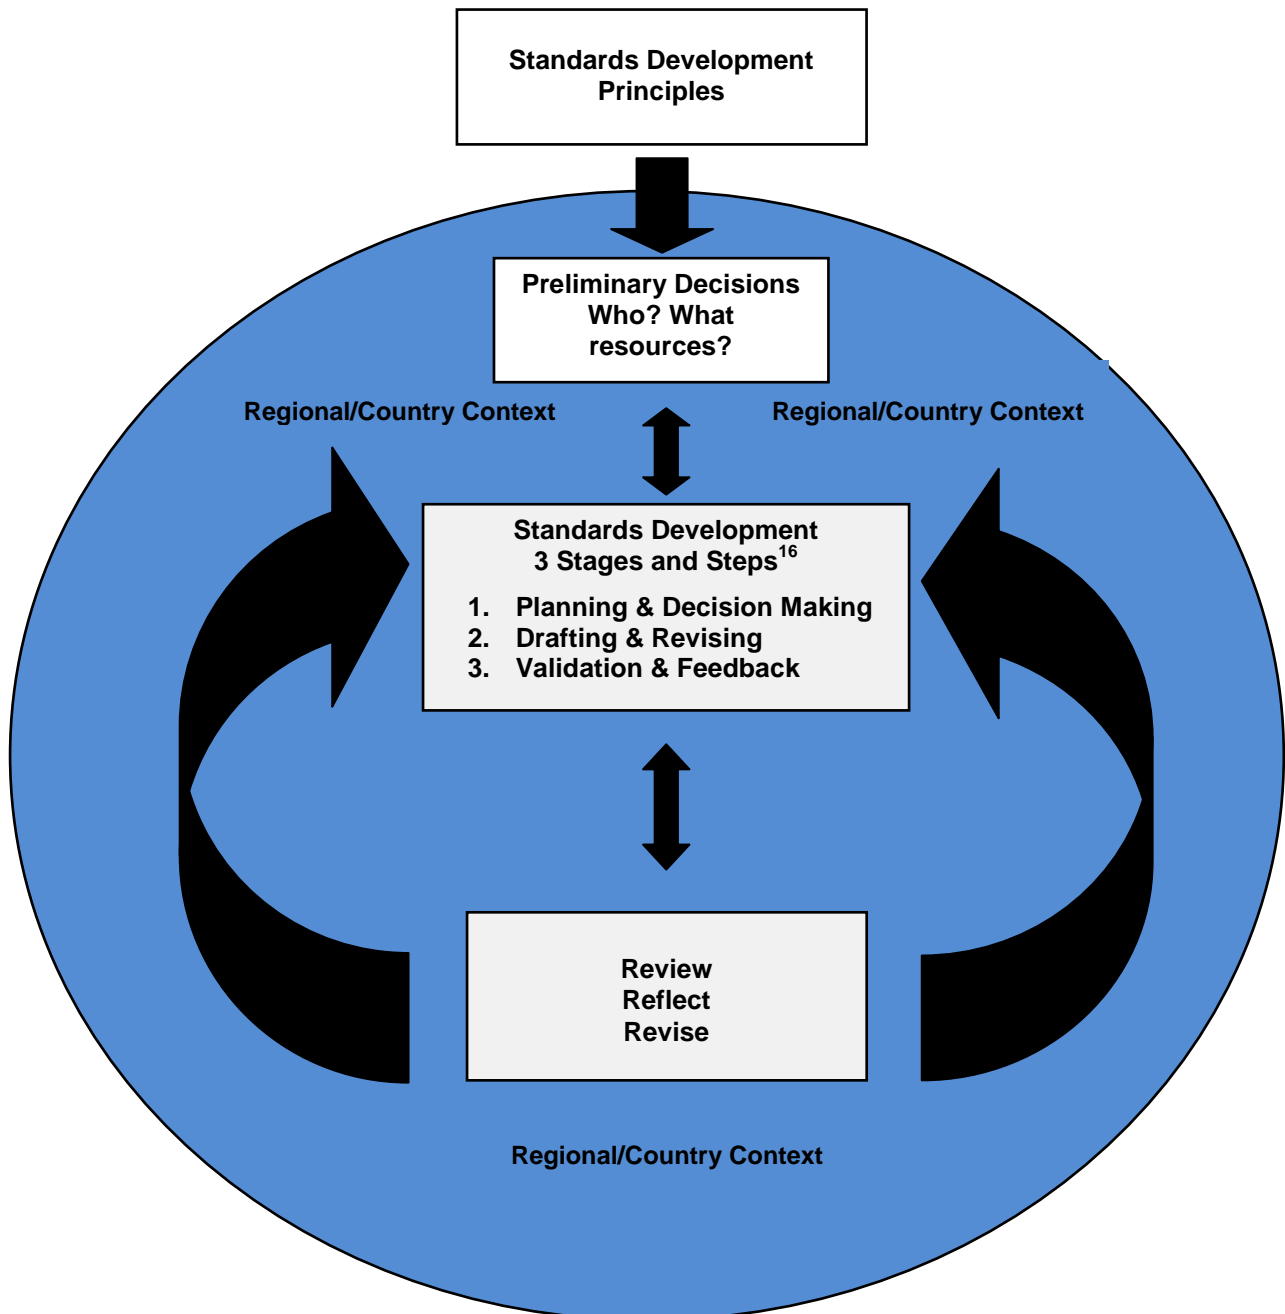 Standards Development
Principles
Preliminary Decisions
Who? What
resources?
Regional/Country Context
Regional/Country Context
Standards Development
3 Stages and Steps16
1. Planning & Decision Making
2. Drafting & Revising
3. Validation & Feedback
Review
Reflect
Revise
Regional/Country Context